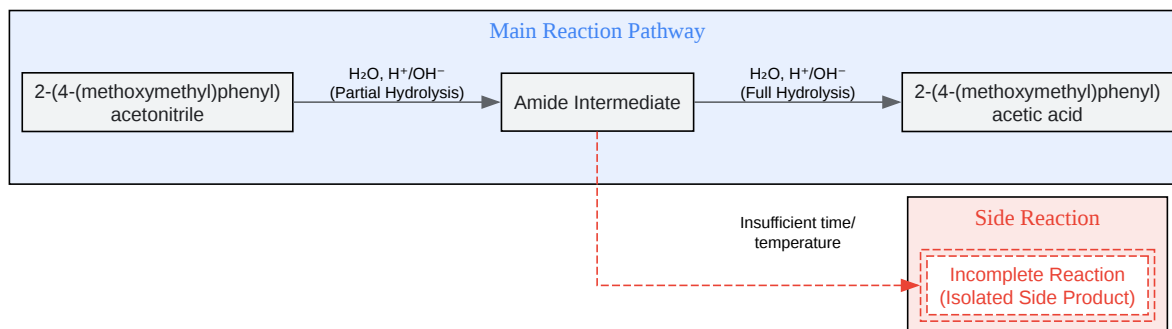 Main Reaction Pathway
2-(4-(methoxymethyl)phenyl)
acetonitrile
H₂O, H⁺/OH⁻
(Partial Hydrolysis)
Amide Intermediate
H₂O, H⁺/OH⁻
(Full Hydrolysis)
2-(4-(methoxymethyl)phenyl)
acetic acid
Insufficient time/
temperature
Side Reaction
Incomplete Reaction
(Isolated Side Product)